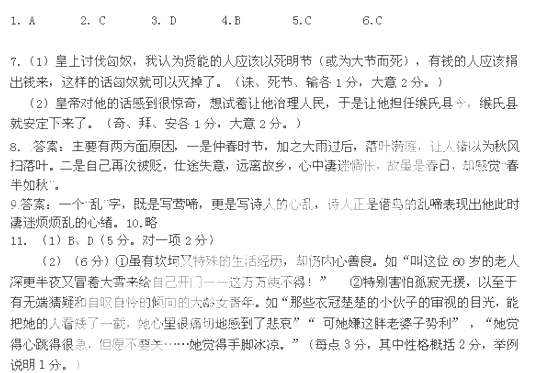 1. A 2. C 3. D 4.B 5.C 6.C
7.（1）皇上讨伐匈奴，我认为贤能的人应该以死明节（或为大节而死），有钱的人应该捐
出钱来，这样的话匈奴就可以灭掉了。（诛、死节、输各1分，大意2分。）
（2）皇帝对他的话感到很惊奇，想试着让他治理人民，于是让他担任缑氏县令，缑氏县
就安定下来了。（奇、拜、安各1分，大意2分。）
8. .答案：主要有两方面原因，一是仲春时节，加之大雨过后，落叶满庭，让人错以为秋风
扫落叶。二是自己再次被贬，仕途失意，远离故乡，心中凄迷惆怅，故虽是春日，却感觉“春
半如秋”。
9.答案：一个“乱”字，既是写莺啼，更是写诗人的心乱，诗人正是借鸟的乱啼表现出他此时
凄迷烦乱的心绪。10.略
11. （1）B、D（5分。对一项2分）
（2）（6分）①虽有坎坷又特殊的生活经历，却仍内心善良。如“叫这位60岁的老人
深更半夜又冒着大雪来给自己开门——这万万使不得！” ②特别害怕孤寂无援，以至于
有无端猜疑和自叹自怜的倾向的大龄女青年。如“那些衣冠楚楚的小伙子的审视的目光，能
把她的人看矮了一截，她心里很痛切地感到了悲哀”“ 可她嫌这胖老婆子势利” ，“她觉
得心跳得很急，但愿不要关……她觉得手脚冰凉。”（每点3分，其中性格概括2分，举例
说明1分。）